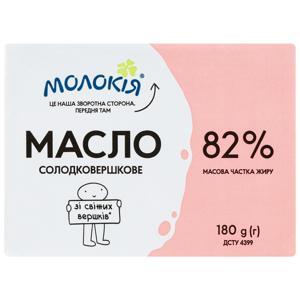 МОЛОКІЯ
ЦЕ НАША ЗВОРОТНА СТОРОНА,
ПЕРЕДНЯ ТАМ
МАСЛО
СОЛОДКОВЕРШКОВЕ
зі свіжих
вершків*
82%
МАСОВА ЧАСТКА ЖИРУ
180 g (г)
ДСТУ 4399